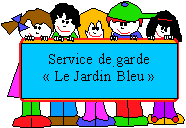 Service de garde
« Le Jardin Bleu »